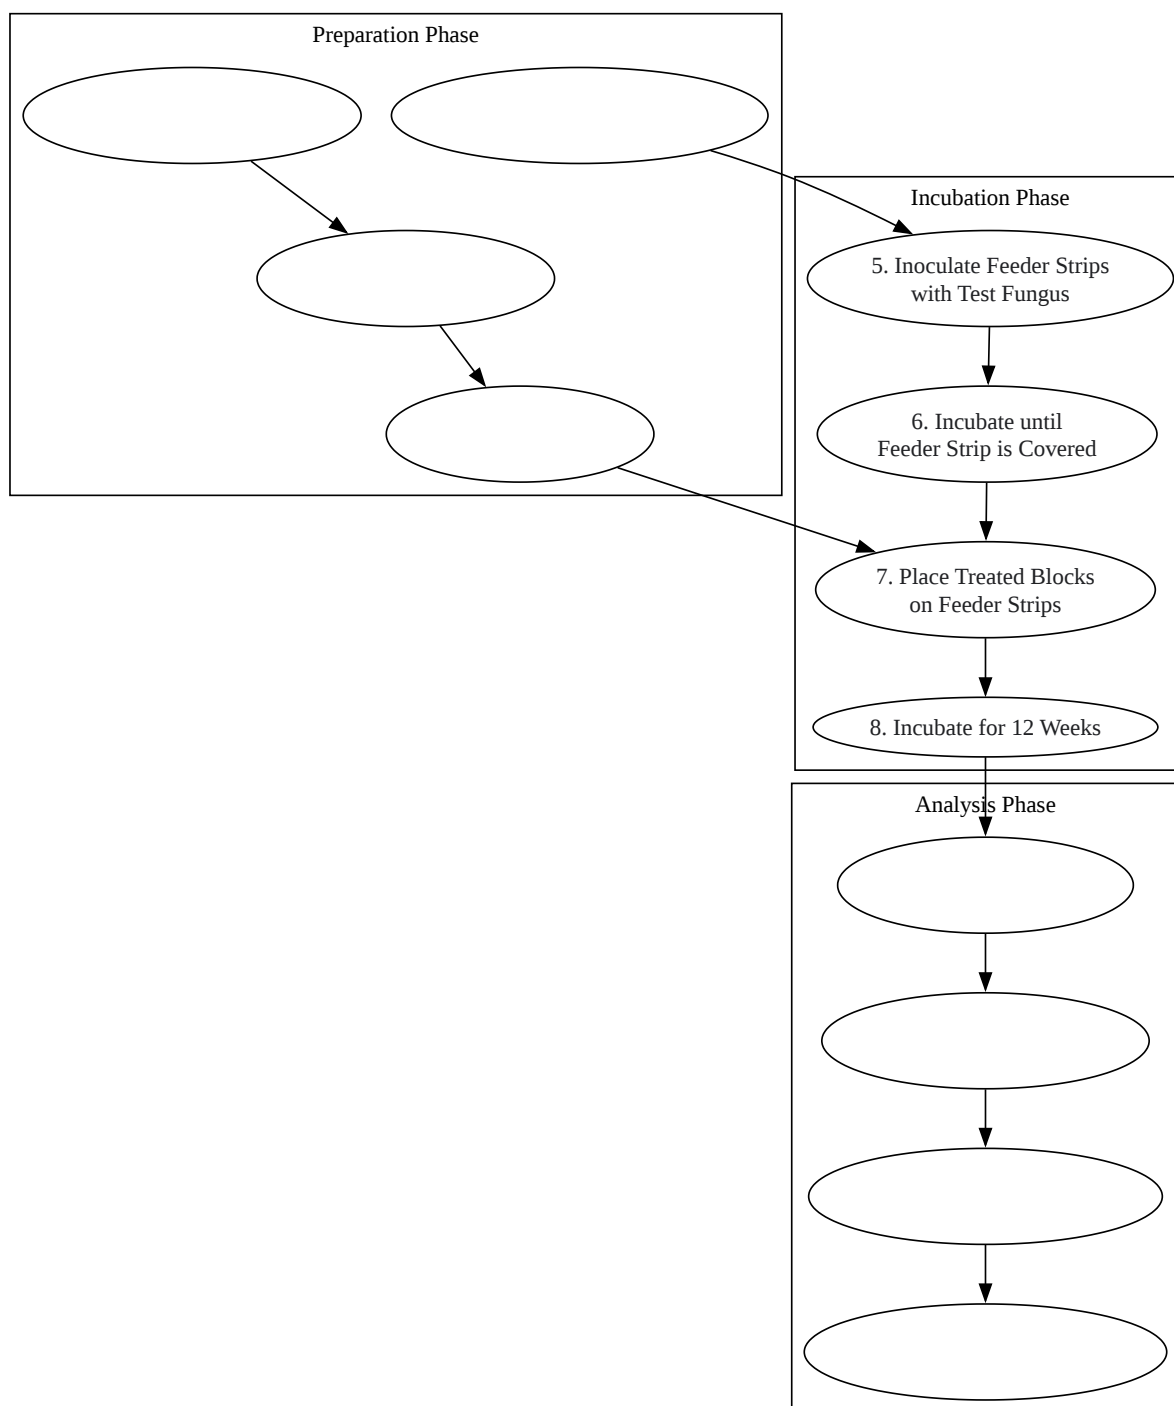 Preparation Phase
Incubation Phase
5. Inoculate Feeder Strips
with Test Fungus
6. Incubate until
Feeder Strip is Covered
7. Place Treated Blocks
on Feeder Strips
8. Incubate for 12 Weeks
Analysis Phase